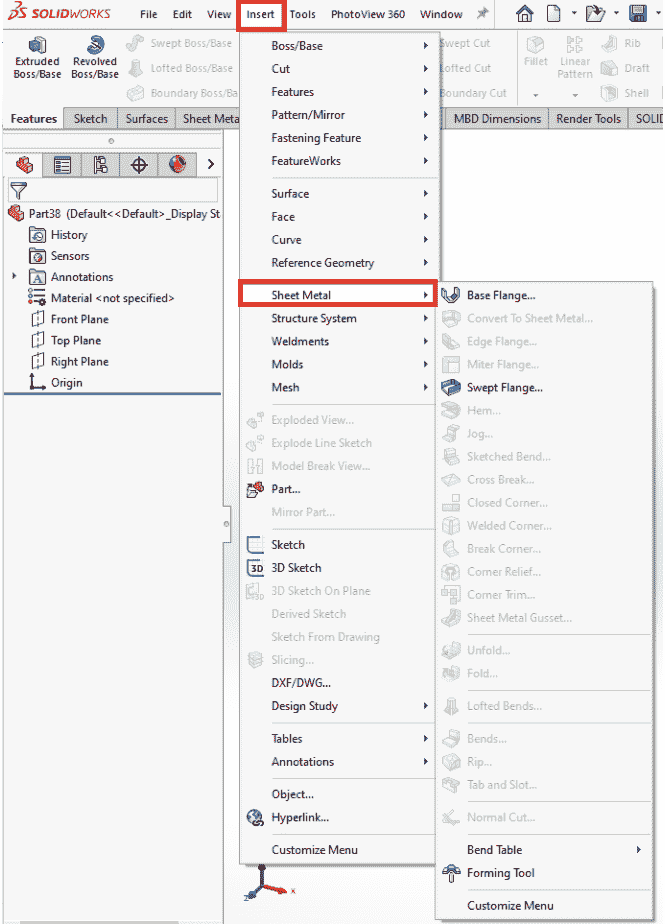 SOLIDWORKS File Edit View Insert Tools PhotoView 360 Window
Extruded Boss/Base
Revolved Boss/Base
Swept Boss/Base
Lofted Boss/Base
Boundary Boss/Ba
Swept Cut
Lofted Cut
Boundary Cut
Fillet
Linear Pattern
Rib
Draft
Shell
Features Sketch Surfaces Sheet Meta MBD Dimensions Render Tools SOLID
Part38 (Default<<Default>_Display St
History
Sensors
Annotations
Material <not specified>
Front Plane
Top Plane
Right Plane
Origin
Boss/Base
Cut
Features
Pattern/Mirror
Fastening Feature
FeatureWorks
Surface
Face
Curve
Reference Geometry
Sheet Metal
Structure System
Weldments
Molds
Mesh
Exploded View...
Explode Line Sketch
Model Break View...
Part...
Mirror Part...
Sketch
3D 3D Sketch
3D Sketch On Plane
Derived Sketch
Sketch From Drawing
Slicing...
DXF/DWG...
Design Study
Tables
Annotations
Object...
Hyperlink...
Customize Menu
Base Flange...
Convert To Sheet Metal...
Edge Flange...
Miter Flange...
Swept Flange...
Hem...
Jog...
Sketched Bend...
Cross Break...
Closed Corner...
Welded Corner...
Break Corner...
Corner Relief...
Corner Trim...
Sheet Metal Gusset...
Unfold...
Fold...
Lofted Bends...
Bends...
Rip...
Tab and Slot...
Normal Cut...
Bend Table
Forming Tool
Customize Menu
Z X